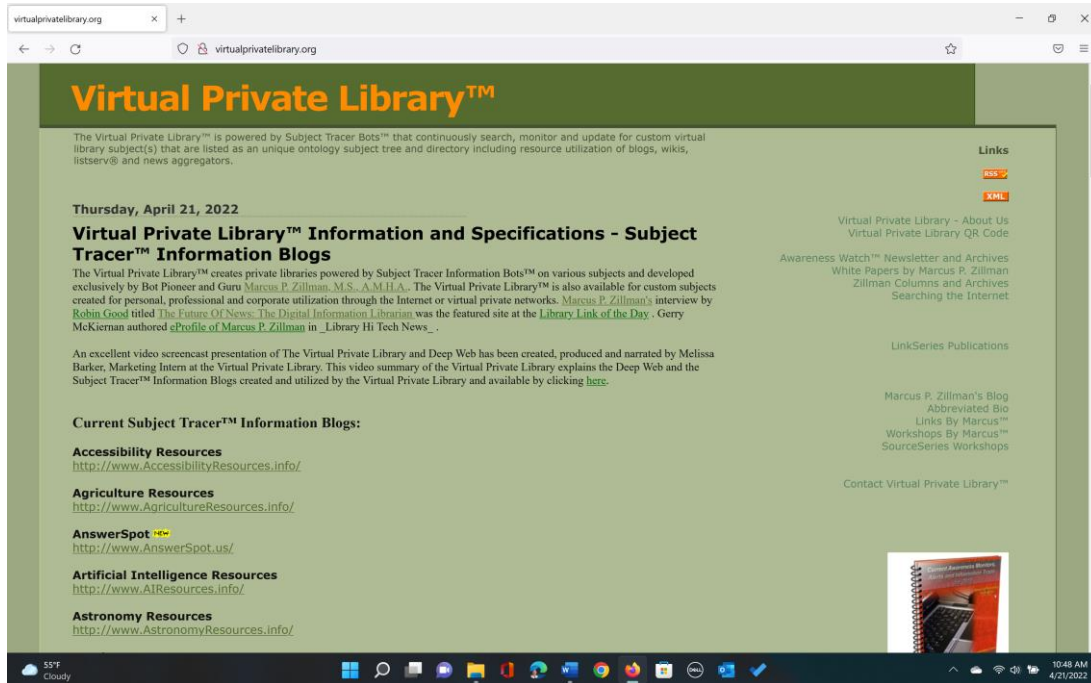 virtualprivatelibrary.org
virtualprivatelibrary.org
Virtual Private Library™
The Virtual Private Library™ is powered by Subject Tracer Bots™ that continuously search, monitor and update for custom virtual
library subject(s) that are listed as an unique ontology subject tree and directory including resource utilization of blogs, wikis,
listserv® and news aggregators.
Thursday, April 21, 2022
Virtual Private Library™ Information and Specifications - Subject
Tracer™ Information Blogs
The Virtual Private Library™ creates private libraries powered by Subject Tracer Information Bots™ on various subjects and developed
exclusively by Bot Pioneer and Guru Marcus P. Zillman, M.S., A.M.H.A.. The Virtual Private Library™ is also available for custom subjects
created for personal, professional and corporate utilization through the Internet or virtual private networks. Marcus P. Zillman's interview by
Robin Good titled The Future Of News: The Digital Information Librarian was the featured site at the Library Link of the Day . Gerry
McKiernan authored eProfile of Marcus P. Zillman in _Library Hi Tech News_ .
An excellent video screencast presentation of The Virtual Private Library and Deep Web has been created, produced and narrated by Melissa
Barker, Marketing Intern at the Virtual Private Library. This video summary of the Virtual Private Library explains the Deep Web and the
Subject Tracer™ Information Blogs created and utilized by the Virtual Private Library and available by clicking here.
Current Subject Tracer™ Information Blogs:
Accessibility Resources
http://www.AccessibilityResources.info/
Agriculture Resources
http://www.AgricultureResources.info/
AnswerSpot NEW
http://www.AnswerSpot.us/
Artificial Intelligence Resources
http://www.AIResources.info/
Astronomy Resources
http://www.AstronomyResources.info/
Links
RSS
XML
Virtual Private Library - About Us
Virtual Private Library QR Code
Awareness Watch™ Newsletter and Archives
White Papers by Marcus P. Zillman
Zillman Columns and Archives
Searching the Internet
LinkSeries Publications
Marcus P. Zillman's Blog
Abbreviated Bio
Links By Marcus™
Workshops By Marcus™
SourceSeries Workshops
Contact Virtual Private Library™
55°F
Cloudy
DELL
10:48 AM
4/21/2022